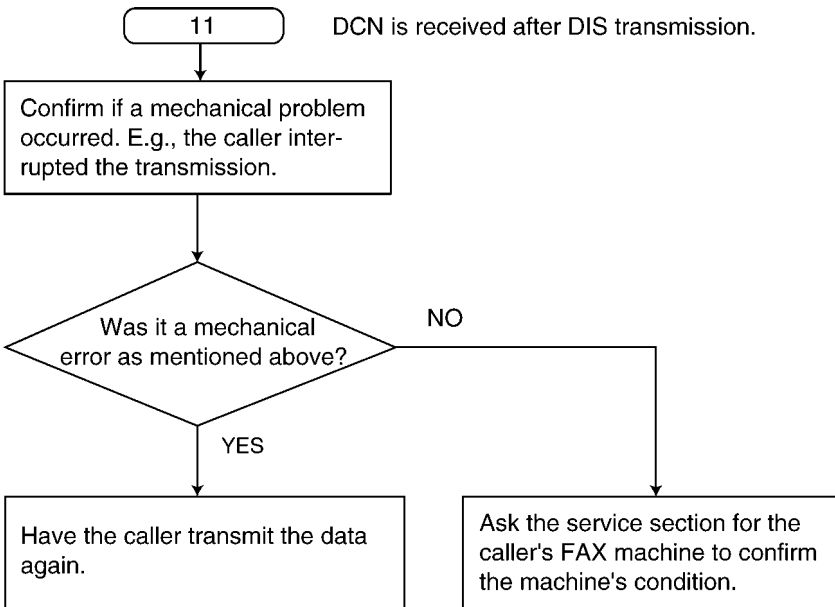 11
DCN is received after DIS transmission.
Confirm if a mechanical problem
occurred. E.g., the caller inter-
rupted the transmission.
Was it a mechanical
error as mentioned above?
NO
YES
Have the caller transmit the data
again.
Ask the service section for the
caller's FAX machine to confirm
the machine's condition.